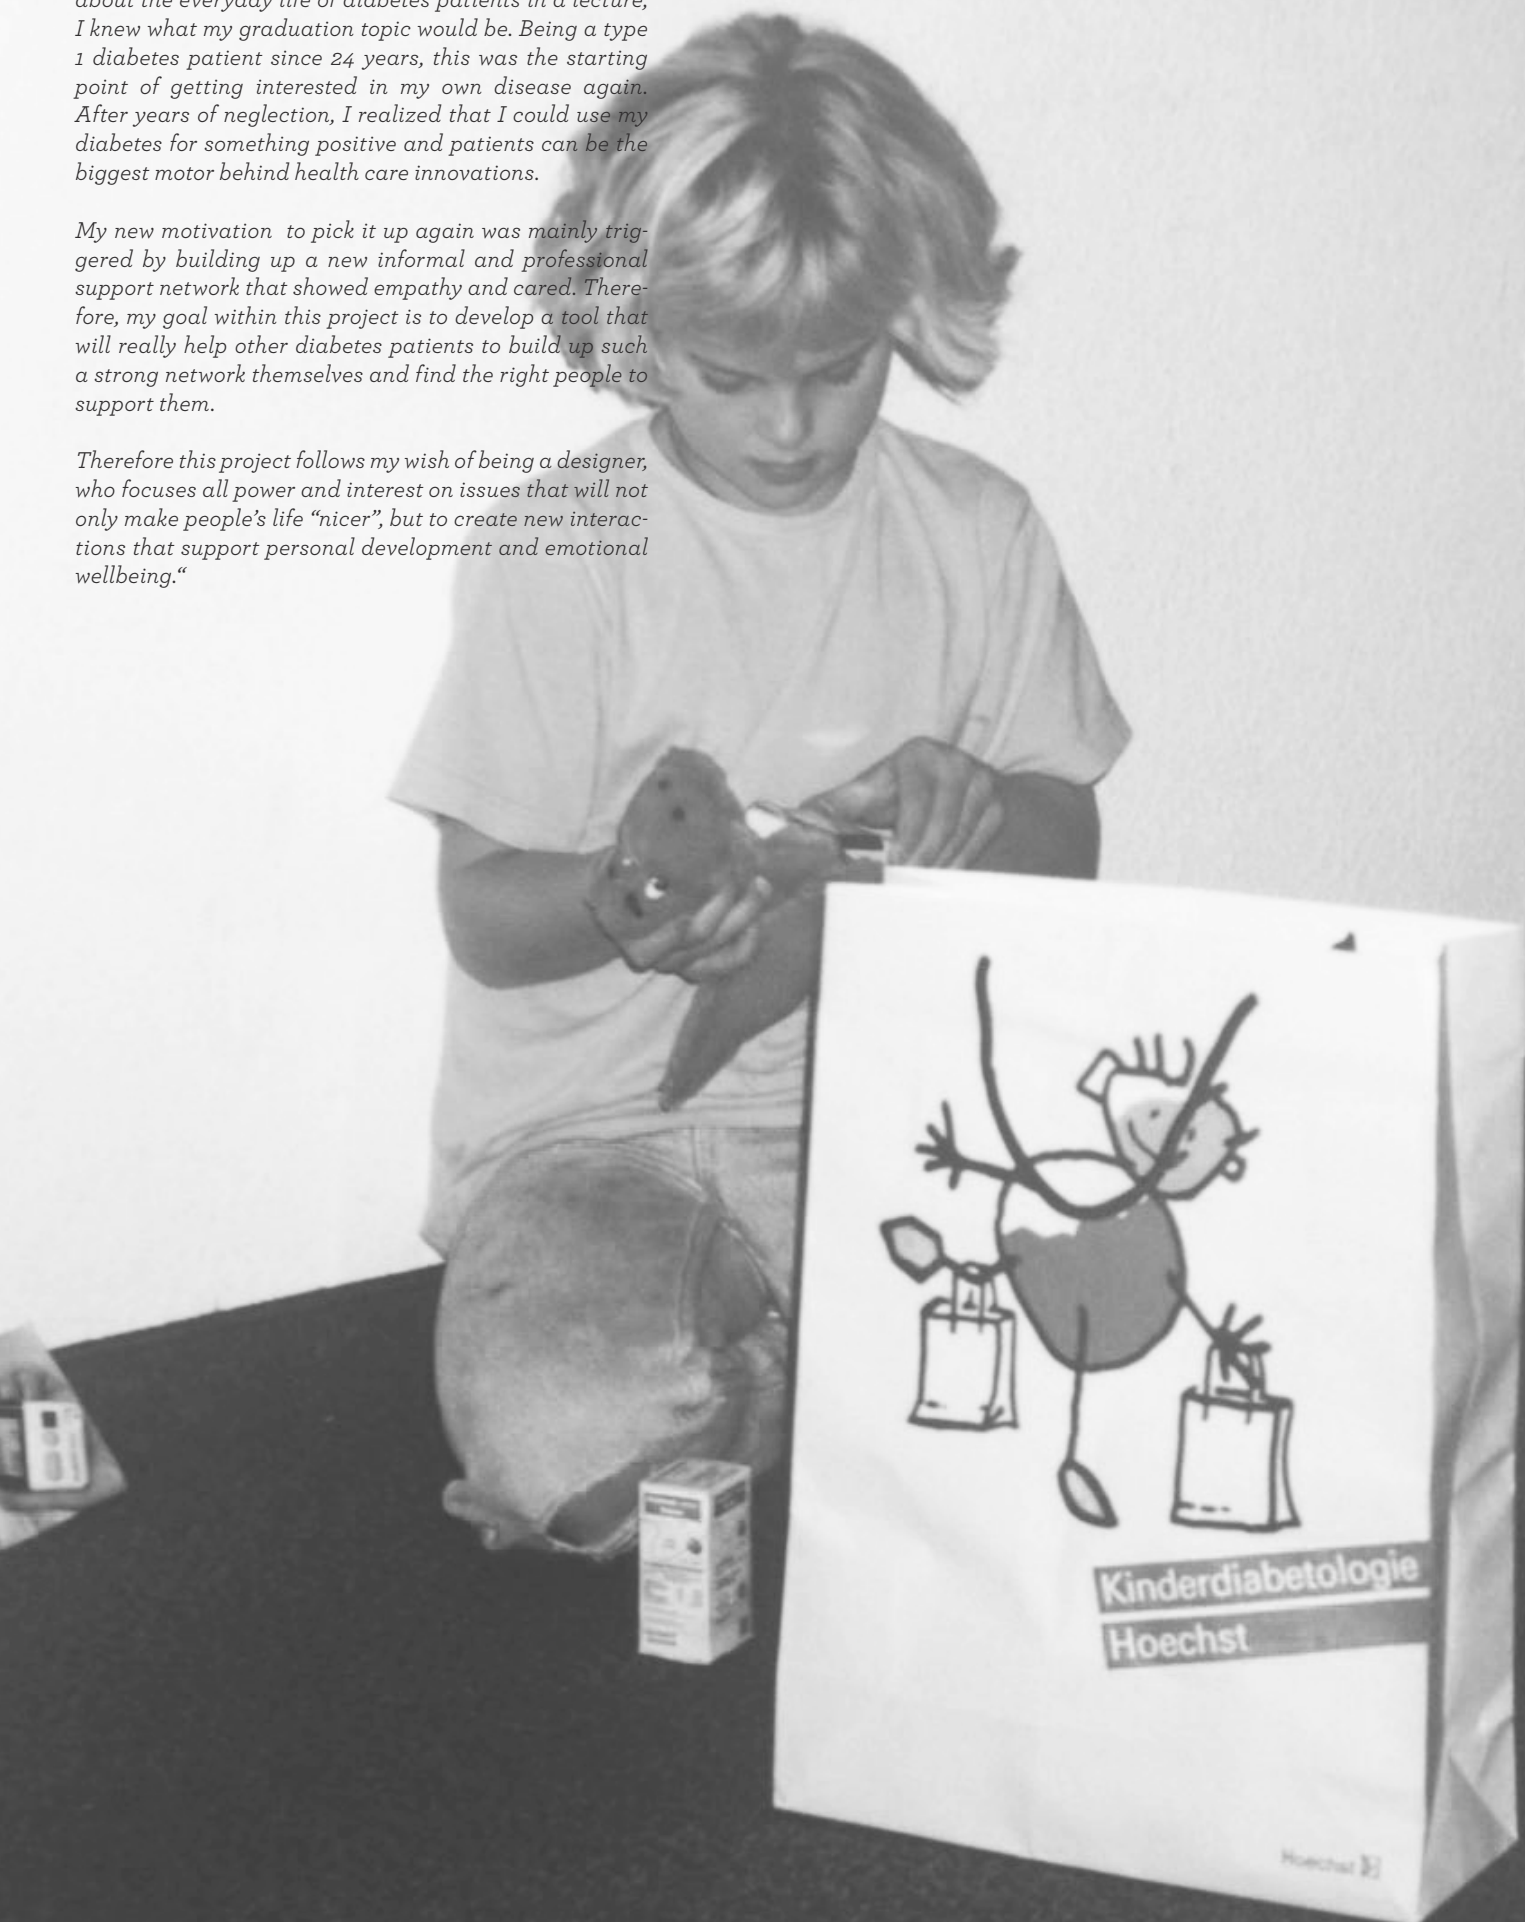 about the everyday life of diabetes patients in a lecture,
I knew what my graduation topic would be. Being a type
1 diabetes patient since 24 years, this was the starting
point of getting interested in my own disease again.
After years of neglection, I realized that I could use my
diabetes for something positive and patients can be the
biggest motor behind health care innovations.
My new motivation  to pick it up again was mainly trig-
gered by building up a new informal and professional
support network that showed empathy and cared. There-
fore, my goal within this project is to develop a tool that
will really help other diabetes patients to build up such
a strong network themselves and find the right people to
support them.
Therefore this project follows my wish of being a designer,
who focuses all power and interest on issues that will not
only make people’s life “nicer”, but to create new interac-
tions that support personal development and emotional
wellbeing.“
Kinderdiabetologie
Hoechst
Hoechst